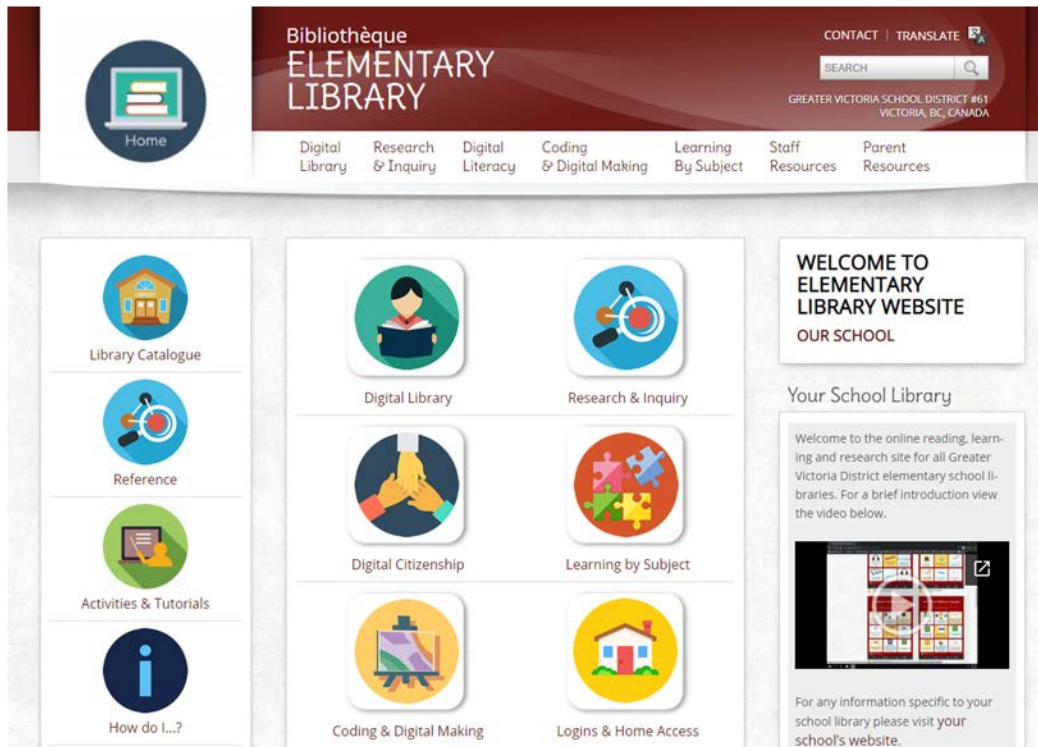 Home
Bibliothèque
ELEMENTARY
LIBRARY
CONTACT | TRANSLATE
SEARCH
GREATER VICTORIA SCHOOL DISTRICT #61
VICTORIA, BC, CANADA
Digital
Library
Research
& Inquiry
Digital
Literacy
Coding
& Digital Making
Learning
By Subject
Staff
Resources
Parent
Resources
LIBRARY
Library Catalogue
Reference
Activities & Tutorials
How do I...?
Digital Library
Research & Inquiry
Digital Citizenship
Learning by Subject
Coding & Digital Making
Logins & Home Access
WELCOME TO
ELEMENTARY
LIBRARY WEBSITE
OUR SCHOOL
Your School Library
Welcome to the online reading, learn-
ing and research site for all Greater
Victoria District elementary school li-
braries. For a brief introduction view
the video below.
For any information specific to your
school library please visit your
school's website.